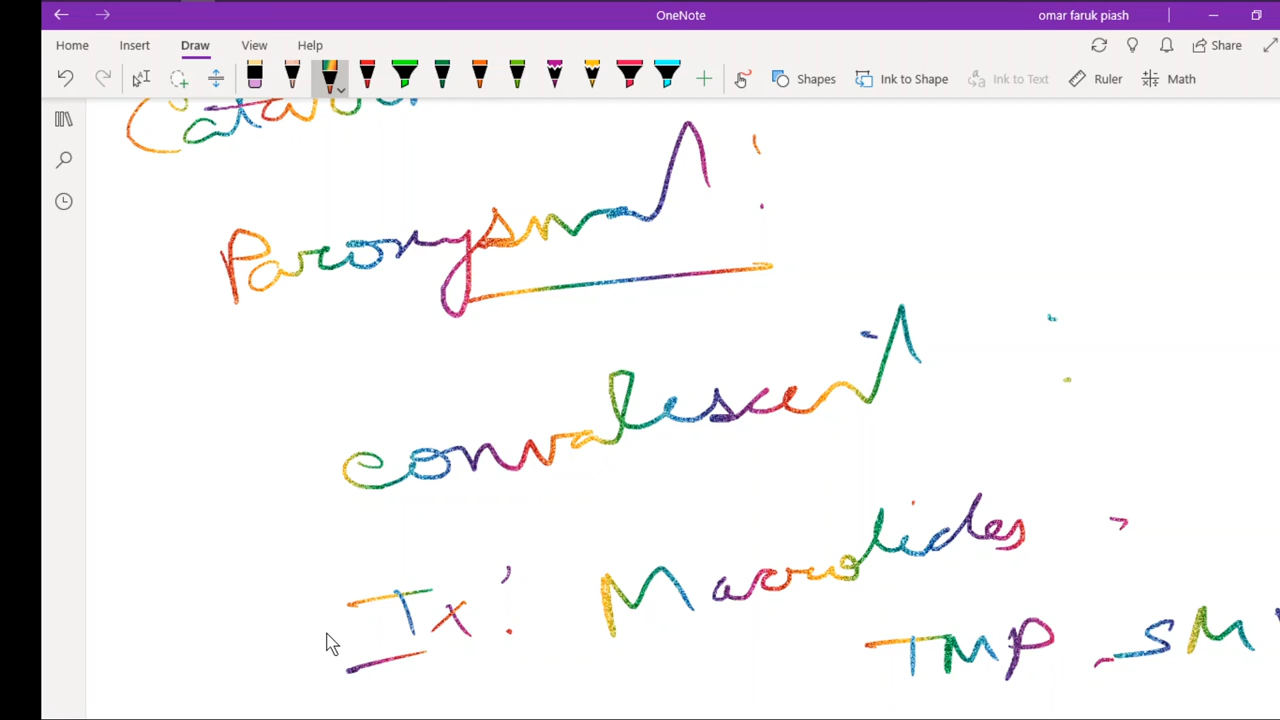 OneNote
omar faruk piash
Home Insert Draw View Help
Share
Shapes Ink to Shape Ink to Text Ruler Math
Paroxysmal :
convalescent :
Tx : Macrolides ,
TMP - SM